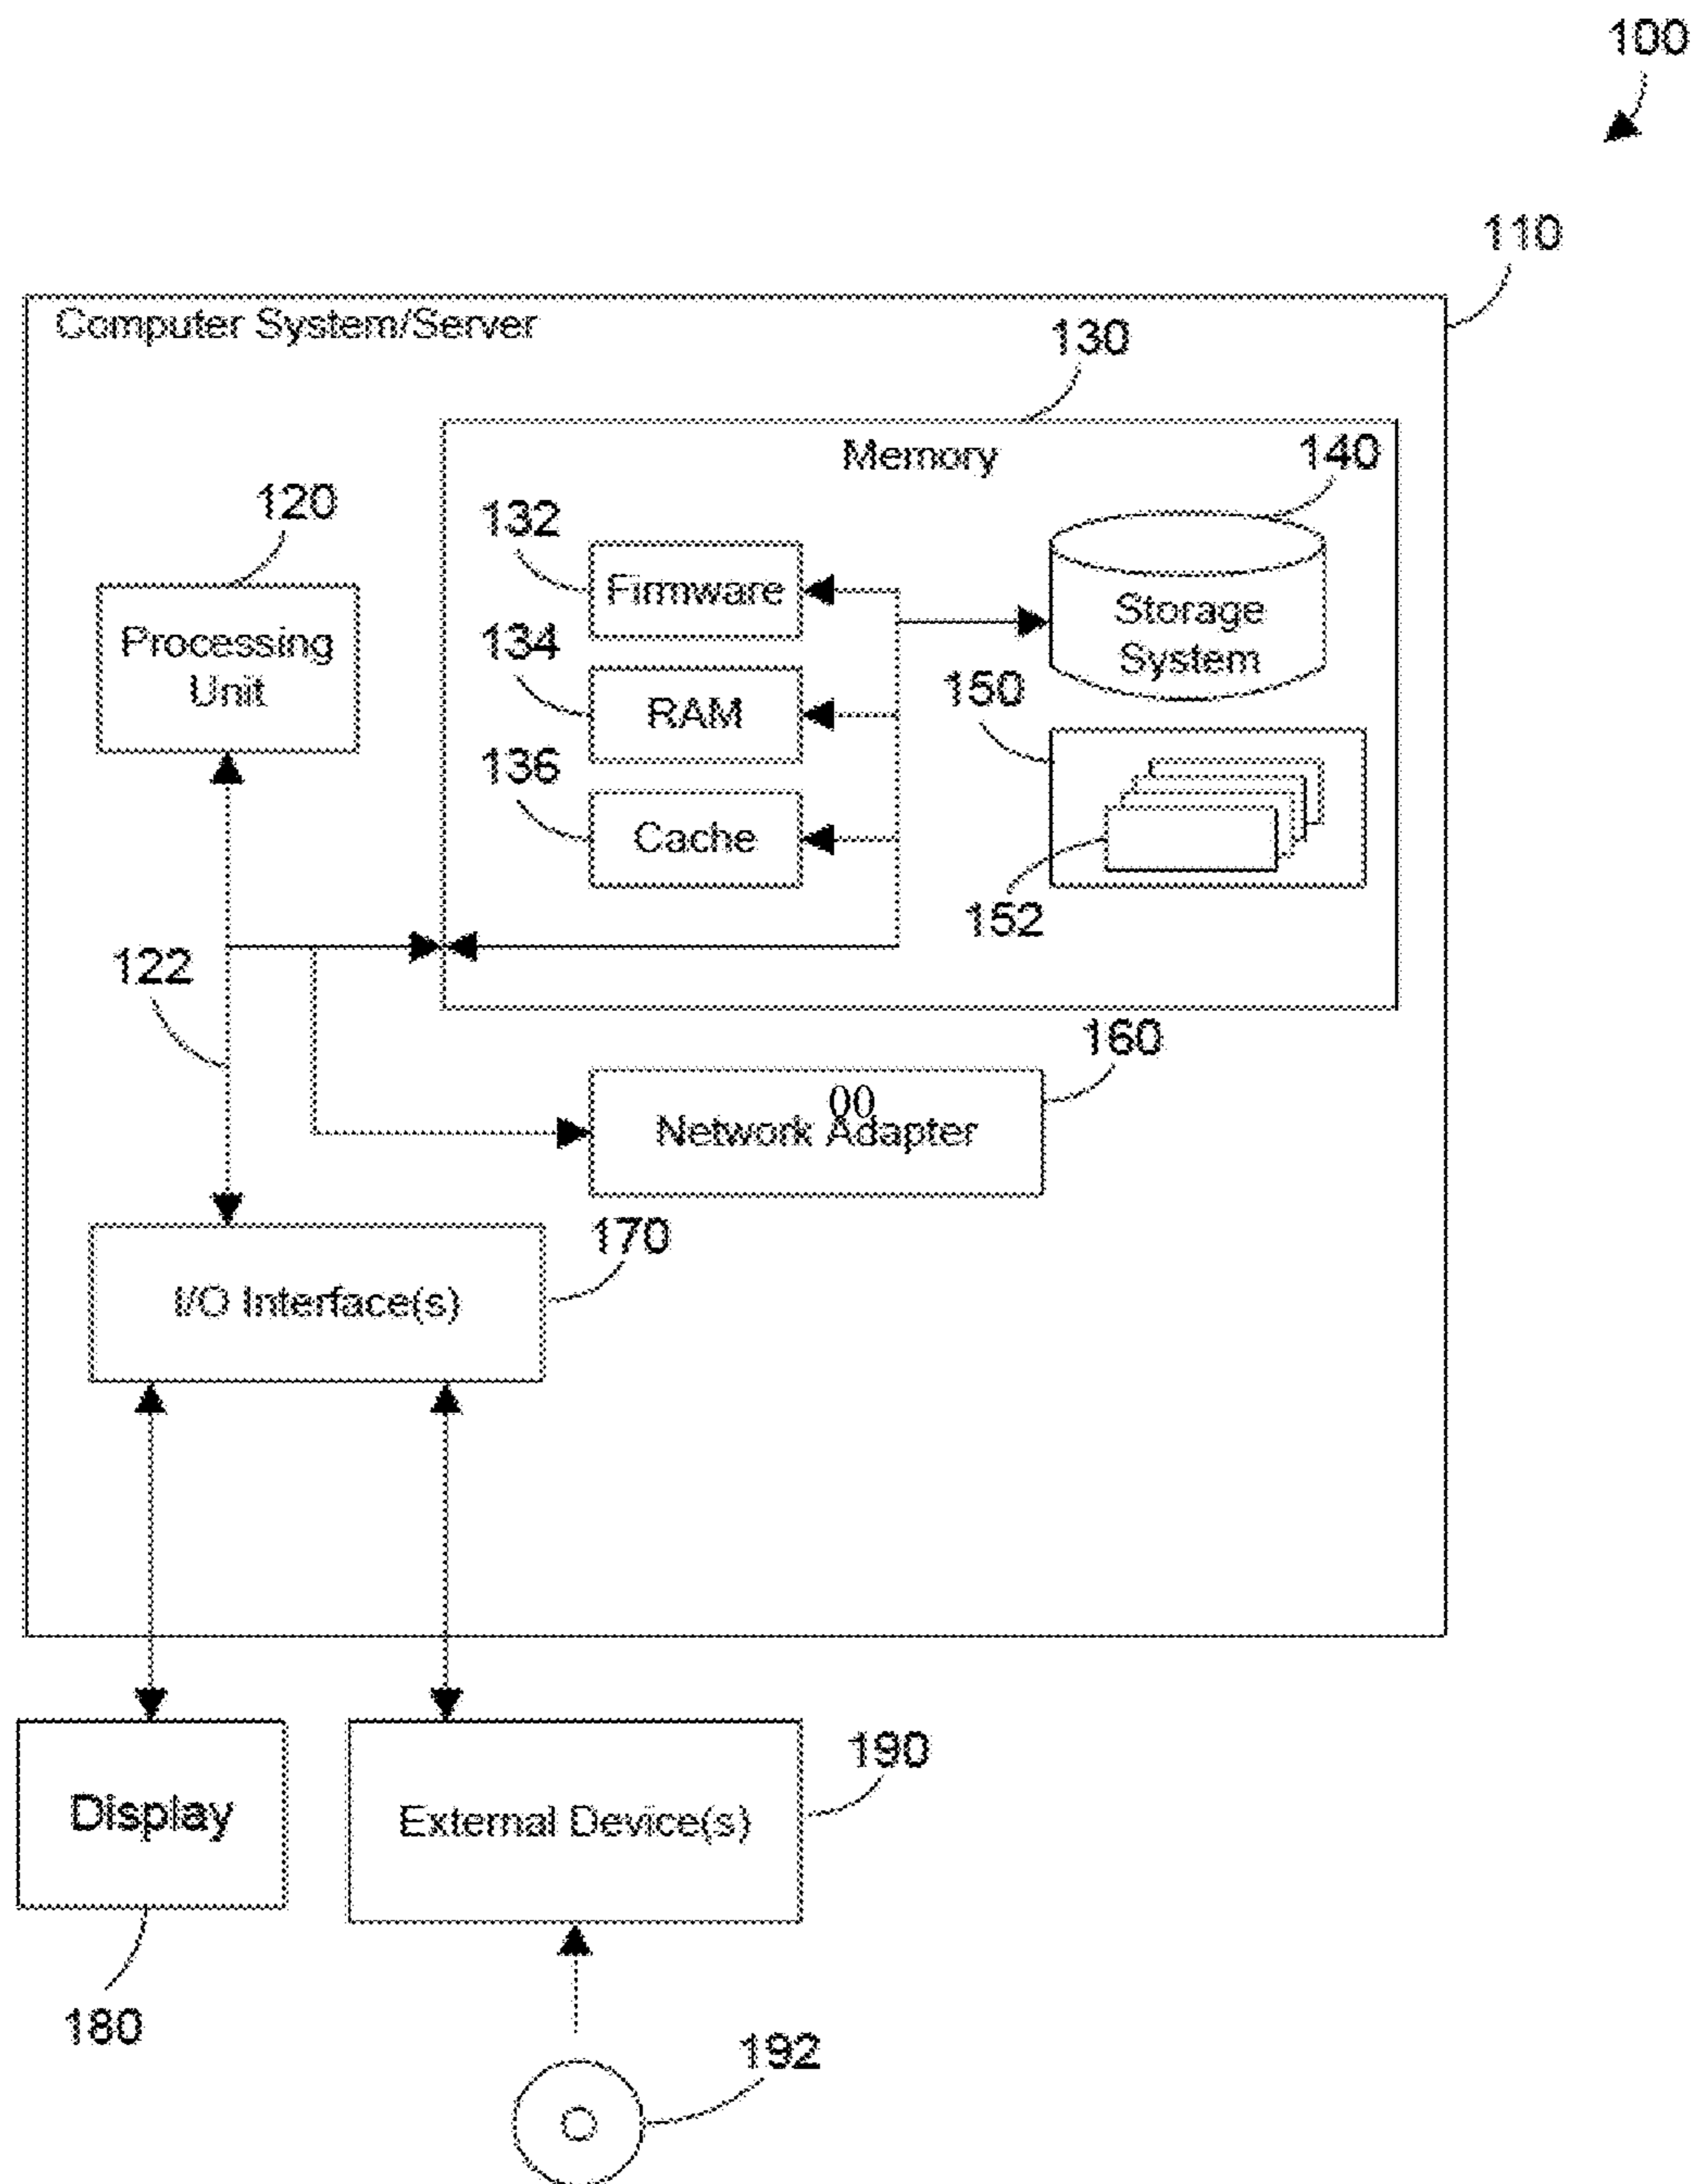 100
110
Computer System/Server
130
Memory
140
120
132
Firmware
Processing
Unit
134
RAM
Storage
System
150
136
Cache
152
122
160
00
Network Adapter
170
I/O Interface(s)
190
Display
External Device(s)
180
192